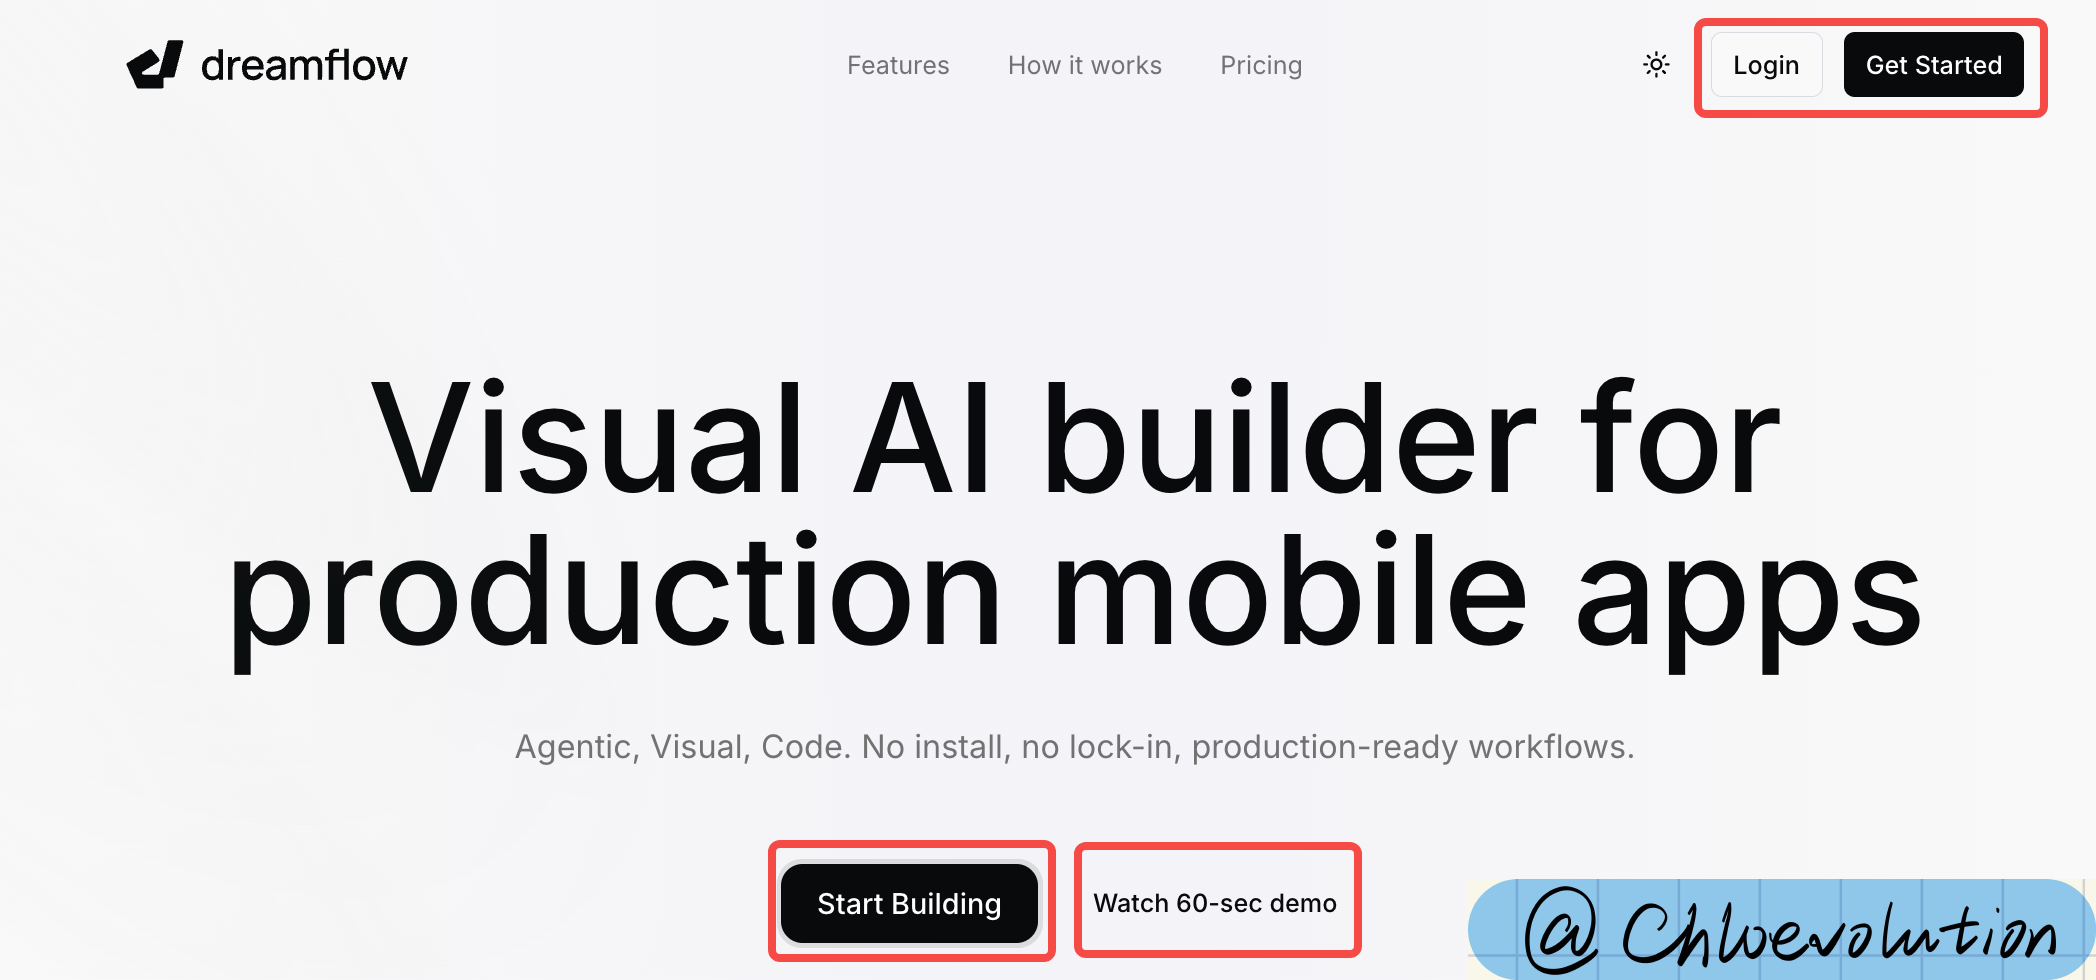 dreamflow
Features How it works Pricing
Login Get Started
Visual AI builder for
production mobile apps
Agentic, Visual, Code. No install, no lock-in, production-ready workflows.
Start Building Watch 60-sec demo
@Chloevolution